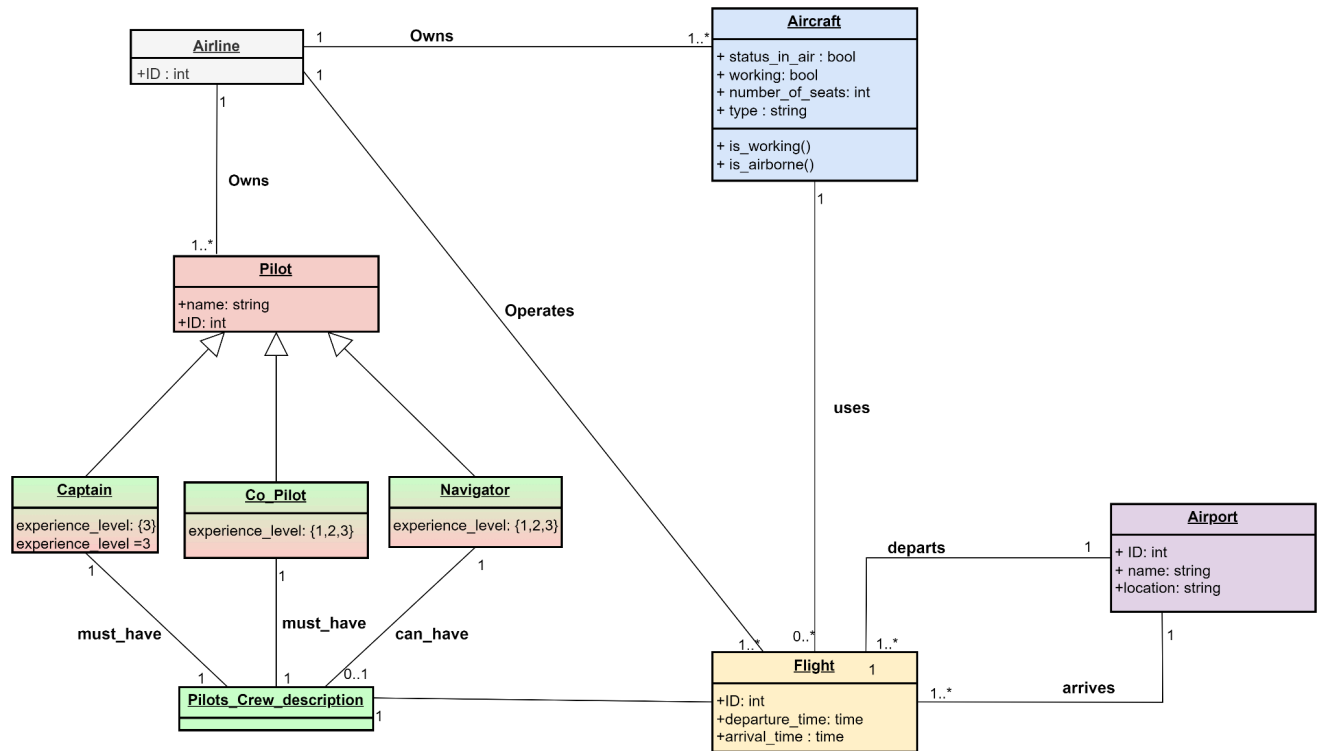 Airline
+ID : int
1
Owns
1..*
Aircraft
+ status_in_air : bool
+ working: bool
+ number_of_seats: int
+ type : string
+ is_working()
+ is_airborne()
1
1
Owns
1..*
Pilot
+name: string
+ID: int
Operates
1
uses
Captain
experience_level: {3}
experience_level =3
Co_Pilot
experience_level: {1,2,3}
Navigator
experience_level: {1,2,3}
Airport
+ ID: int
+ name: string
+location: string
departs
1
1
1
1
must_have
must_have
can_have
1
1
0..1
Pilots_Crew_description
1
1..*
0..*
1..*
Flight
1
+ID: int
+departure_time: time
+arrival_time : time
1..*
arrives
1